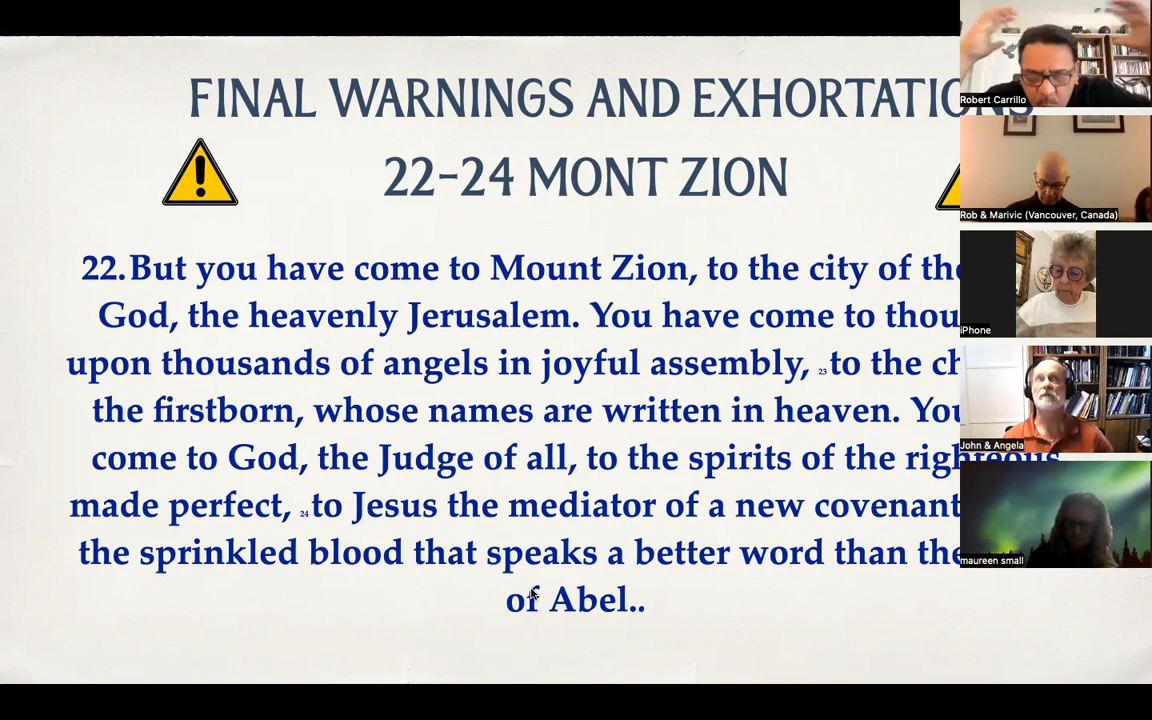 FINAL WARNINGS AND EXHORTATIONS
22-24 MONT ZION
22. But you have come to Mount Zion, to the city of the
God, the heavenly Jerusalem. You have come to thou
upon thousands of angels in joyful assembly, 23 to the ch
the firstborn, whose names are written in heaven. You
come to God, the Judge of all, to the spirits of the righteous
made perfect, 24 to Jesus the mediator of a new covenant
the sprinkled blood that speaks a better word than the
of Abel..
Robert Carrillo
Rob & Marivic (Vancouver, Canada)
iPhone
John & Angela
maureen small